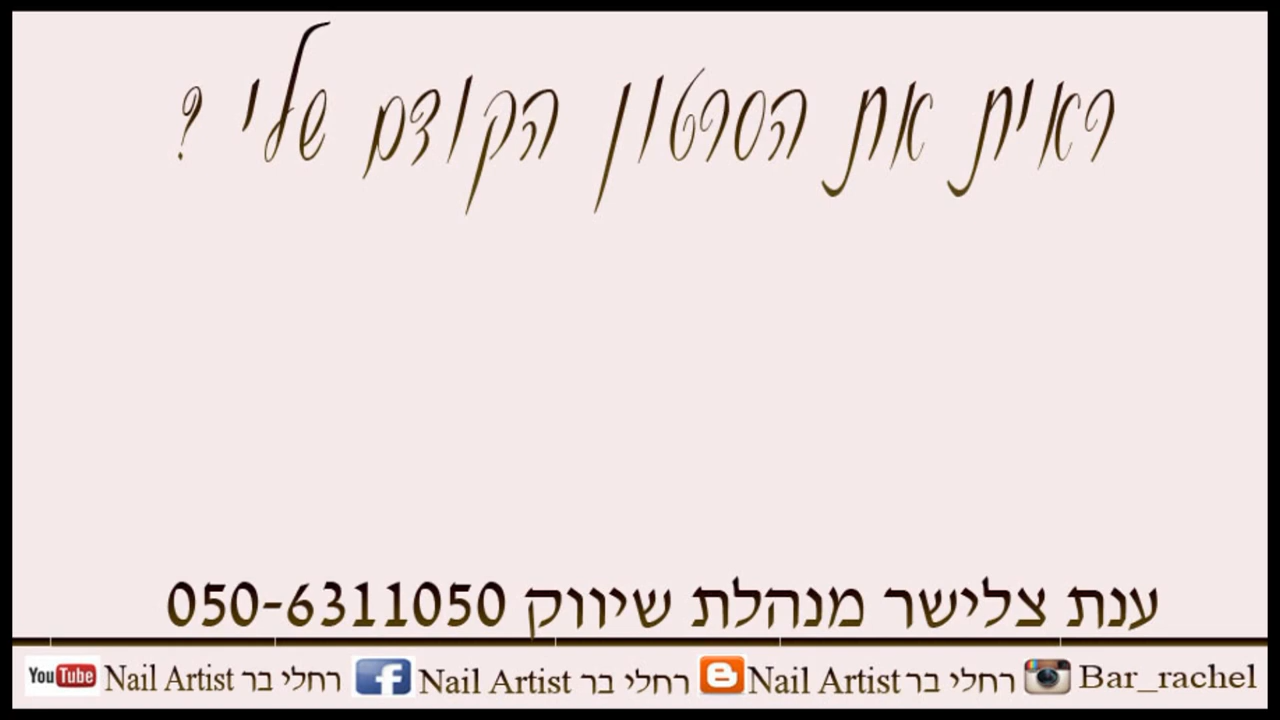 ראית את הסרטון הקודם שלי ?
ענת צלישר מנהלת שיווק 050-6311050
YouTube Nail Artist רחלי בר f Nail Artist רחלי בר Nail Artist רחלי בר Bar_rachel